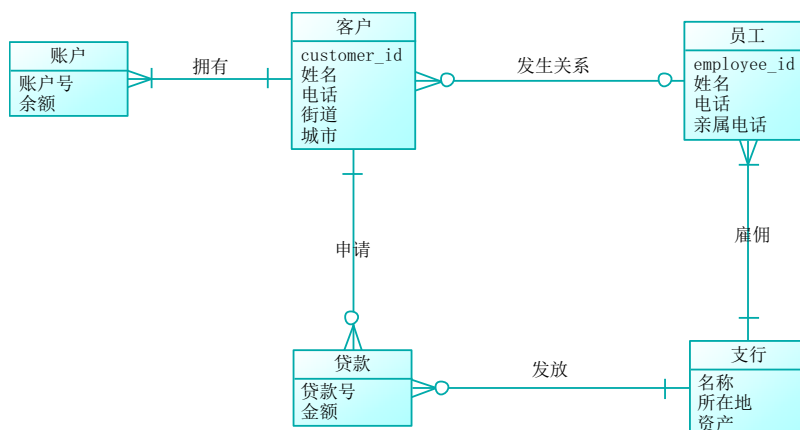 账户
账户号
余额
拥有
客户
customer_id
姓名
电话
街道
城市
发生关系
员工
employee_id
姓名
电话
亲属电话
申请
雇佣
贷款
贷款号
金额
发放
支行
名称
所在地
资产